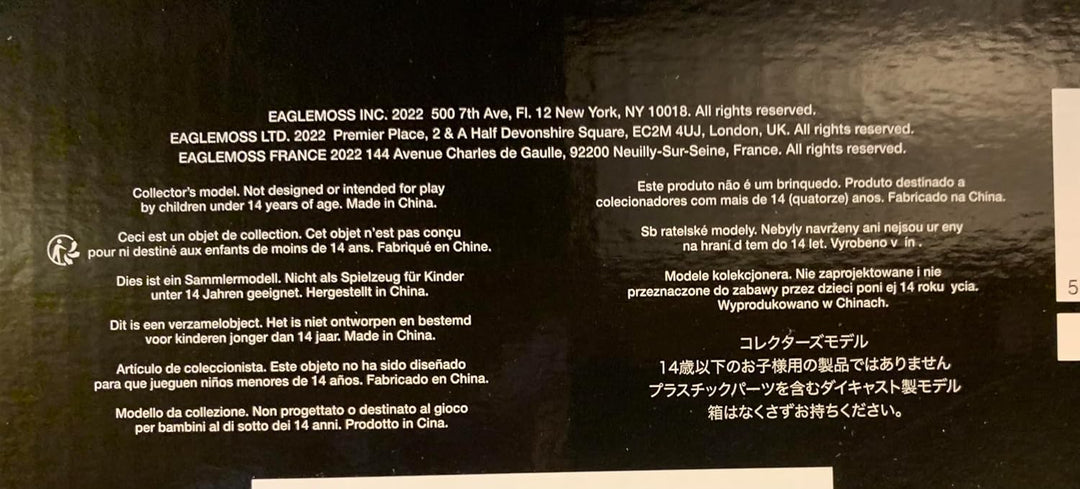 EAGLEMOSS INC. 2022 500 7th Ave, Fl. 12 New York, NY 10018. All rights reserved.
EAGLEMOSS LTD. 2022 Premier Place, 2 & A Half Devonshire Square, EC2M 4UJ, London, UK. All rights reserved.
EAGLEMOSS FRANCE 2022 144 Avenue Charles de Gaulle, 92200 Neuilly-Sur-Seine, France. All rights reserved.
Collector's model. Not designed or intended for play
by children under 14 years of age. Made in China.
Ceci est un objet de collection. Cet objet n'est pas conçu
pour ni destiné aux enfants de moins de 14 ans. Fabriqué en Chine.
Dies ist ein Sammlermodell. Nicht als Spielzeug für Kinder
unter 14 Jahren geeignet. Hergestellt in China.
Dit is een verzamelobject. Het is niet ontworpen en bestemd
voor kinderen jonger dan 14 jaar. Made in China.
Artículo de coleccionista. Este objeto no ha sido diseñado
para que jueguen niños menores de 14 años. Fabricado en China.
Modello da collezione. Non progettato o destinato al gioco
per bambini al di sotto dei 14 anni. Prodotto in Cina.
Este produto não é um brinquedo. Produto destinado a
colecionadores com mais de 14 (quatorze) anos. Fabricado na China.
Sb ratelské modely. Nebyly navrženy ani nejsou ur eny
na hraní.d tem do 14 let. Vyrobeno v ín .
Modele kolekcjonera. Nie zaprojektowane i nie
przeznaczone do zabawy przez dzieci poni ej 14 roku ycia.
Wyprodukowano w Chinach.
コレクターズモデル
14歳以下のお子様用の製品ではありません
プラスチックパーツを含むダイキャスト製モデル
箱はなくさずお持ちください。
5